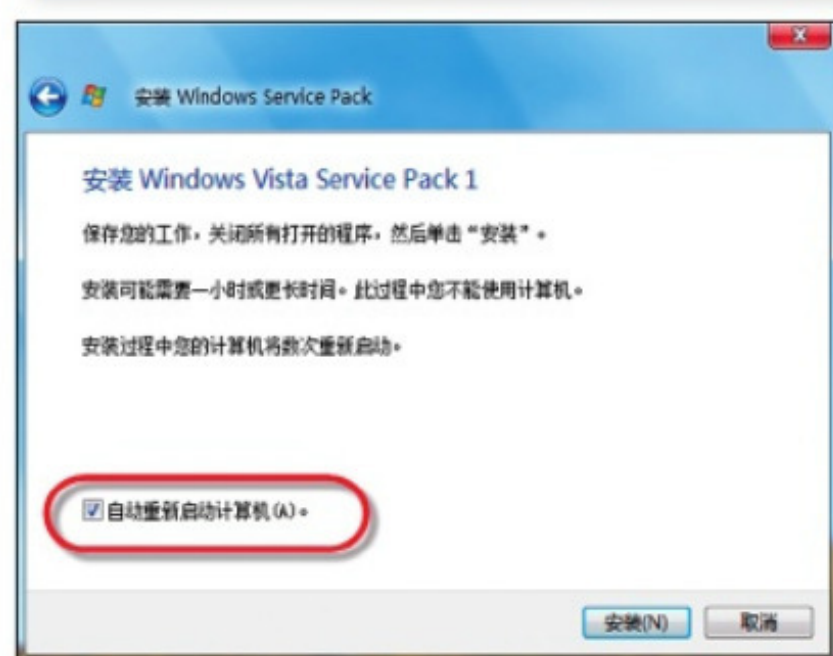 安装 Windows Service Pack
安装 Windows Vista Service Pack 1
保存您的工作，关闭所有打开的程序，然后单击“安装”。
安装可能需要一小时或更长时间。此过程中您不能使用计算机。
安装过程中您的计算机将数次重新启动。
自动重新启动计算机(A)。
安装(N) 取消